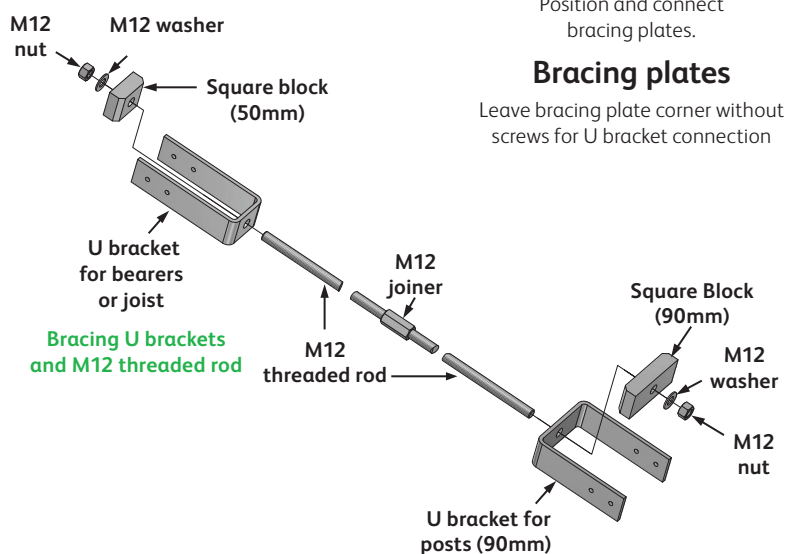 Position and connect
bracing plates.
Bracing plates
Leave bracing plate corner without
screws for U bracket connection
M12
nut
M12 washer
Square block
(50mm)
U bracket
for bearers
or joist
Bracing U brackets
and M12 threaded rod
M12
joiner
M12
threaded rod
Square Block
(90mm)
M12
washer
M12
nut
U bracket for
posts (90mm)